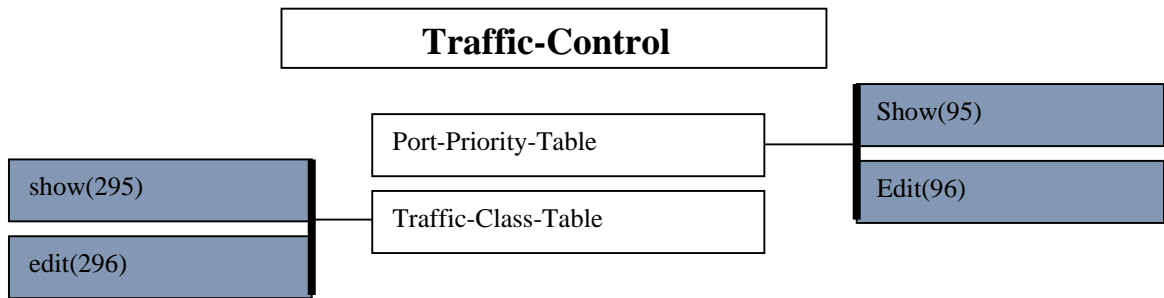 Traffic-Control
Port-Priority-Table
Show(95)
Edit(96)
show(295)
Traffic-Class-Table
edit(296)